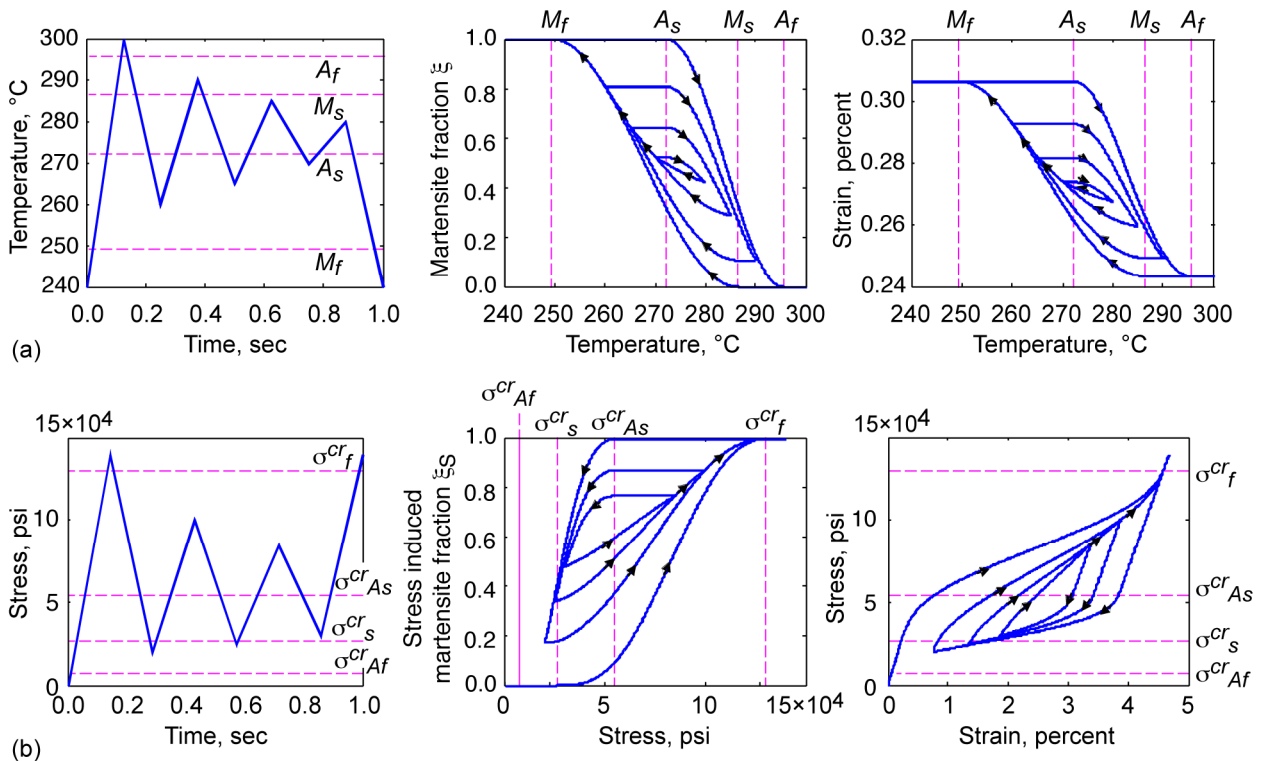 300
290
280
270
260
250
240
Temperature, °C
A_f
M_s
A_s
M_f
0.0 0.2 0.4 0.6 0.8 1.0
Time, sec
(a)
M_f A_s M_s A_f
1.0
0.8
0.6
0.4
0.2
0.0
Martensite fraction ξ
240 250 260 270 280 290 300
Temperature, °C
M_f A_s M_s A_f
0.32
0.30
0.28
0.26
0.24
Strain, percent
240 250 260 270 280 290 300
Temperature, °C
15×10⁴
10
5
0
Stress, psi
σ^cr_f
σ^cr_As
σ^cr_s
σ^cr_Af
0.0 0.2 0.4 0.6 0.8 1.0
Time, sec
(b)
σ^cr_Af
σ^cr_s σ^cr_As σ^cr_f
1.0
0.8
0.6
0.4
0.2
0.0
Stress induced
martensite fraction ξ_S
0 5 10 15×10⁴
Stress, psi
15×10⁴
10
5
0
Stress, psi
σ^cr_f
σ^cr_As
σ^cr_s
σ^cr_Af
0 1 2 3 4 5
Strain, percent